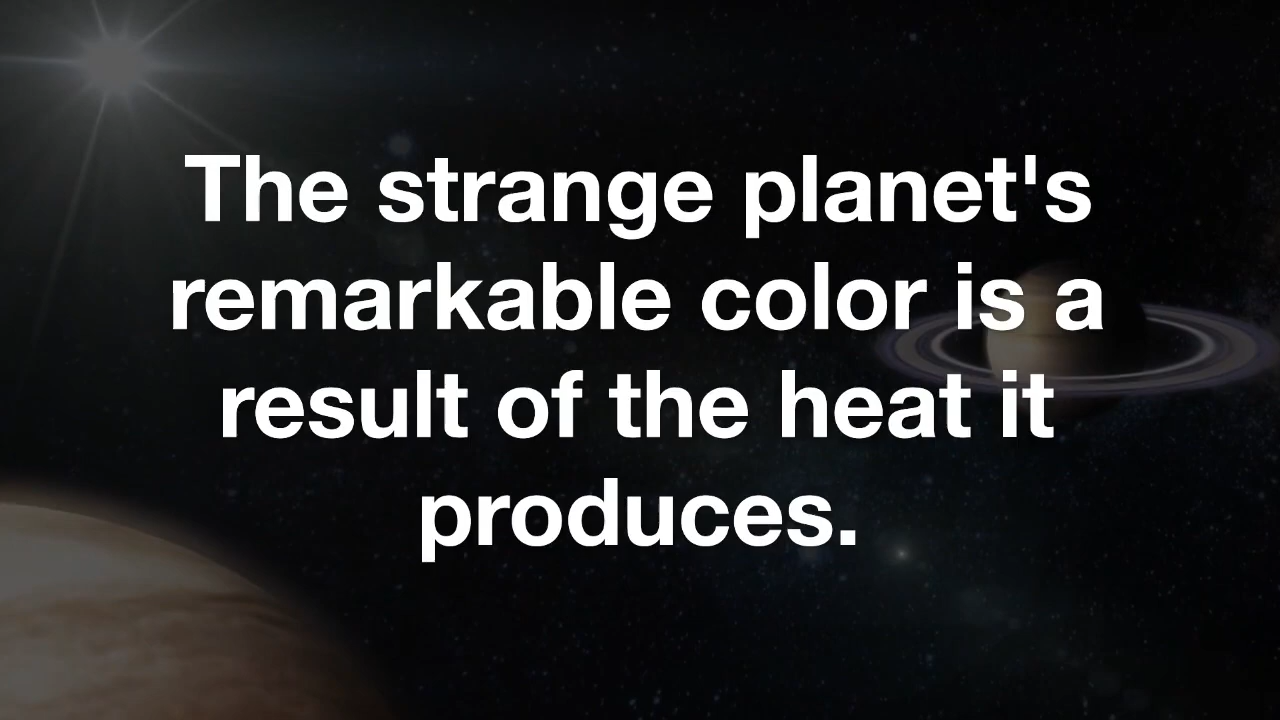 The strange planet's
remarkable color is a
result of the heat it
produces.